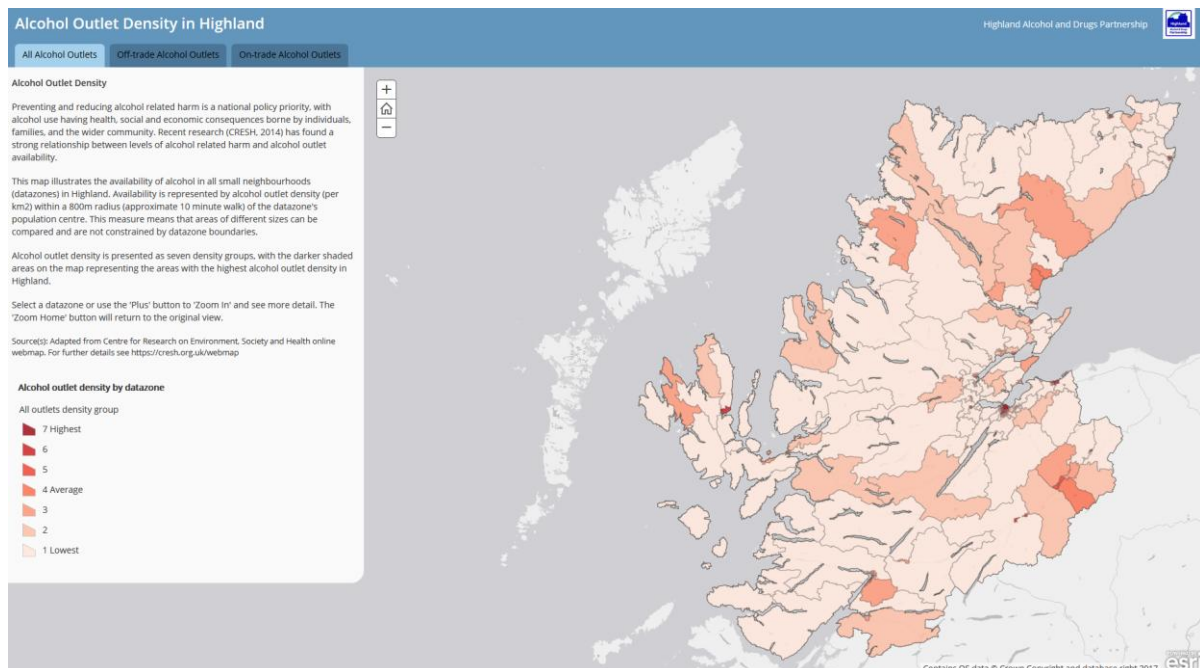 Alcohol Outlet Density in Highland
Highland Alcohol and Drugs Partnership
All Alcohol Outlets
Off-trade Alcohol Outlets
On-trade Alcohol Outlets
Alcohol Outlet Density
Preventing and reducing alcohol related harm is a national policy priority, with
alcohol use having health, social and economic consequences borne by individuals,
families, and the wider community. Recent research (CRESH, 2014) has found a
strong relationship between levels of alcohol related harm and alcohol outlet
availability.
This map illustrates the availability of alcohol in all small neighbourhoods
(datazones) in Highland. Availability is represented by alcohol outlet density (per
km2) within a 800m radius (approximate 10 minute walk) of the datazone's
population centre. This measure means that areas of different sizes can be
compared and are not constrained by datazone boundaries.
Alcohol outlet density is presented as seven density groups, with the darker shaded
areas on the map representing the areas with the highest alcohol outlet density in
Highland.
Select a datazone or use the 'Plus' button to 'Zoom In' and see more detail. The
'Zoom Home' button will return to the original view.
Source(s): Adapted from Centre for Research on Environment, Society and Health online
webmap. For further details see https://cresh.org.uk/webmap
Alcohol outlet density by datazone
All outlets density group
7 Highest
6
5
4 Average
3
2
1 Lowest
+
−
Contains OS data © Crown Copyright and database right 2017
esri